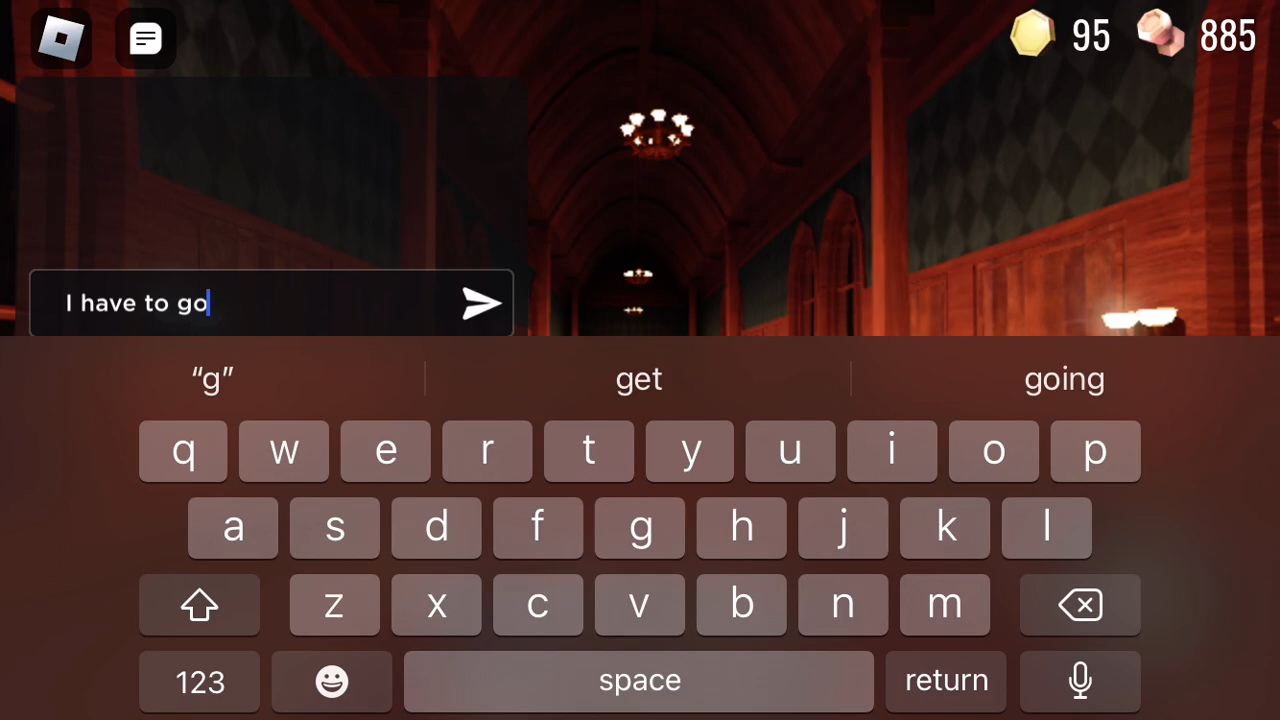 95 885
I have to go
“g” get going
q w e r t y u i o p
a s d f g h j k l
z x c v b n m
123 space return